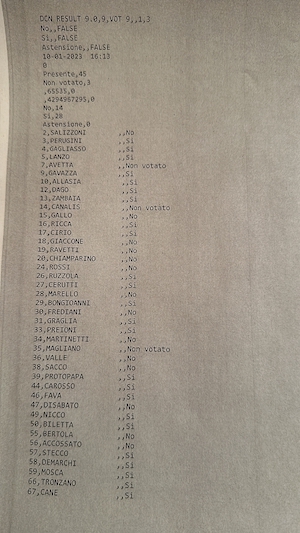 DCN RESULT 9.0,9,VOT 9,,1,3
No,,FALSE
Si,,FALSE
Astensione,,FALSE
10-01-2023 16:13
0
Presente,45
Non votato,3
,65535,0
,4294967295,0
No,14
Si,28
Astensione,0
2,SALIZZONI ,,No
3,PERUGINI ,,Si
4,GAGLIASSO ,,Si
5,LANZO ,,Si
7,AVETTA ,,Non votato
9,GAVAZZA ,,Si
10,ALLASIA ,,Si
12,DAGO ,,Si
13,ZAMBAIA ,,Si
14,CANALIS ,,Non votato
15,GALLO ,,No
16,RICCA ,,Si
17,CIRIO ,,Si
18,GIACCONE ,,No
19,RAVETTI ,,No
20,CHIAMPARINO ,,No
24,ROSSI ,,No
26,RUZZOLA ,,Si
27,CERUTTI ,,Si
28,MARELLO ,,No
29,BONGIOANNI ,,Si
30,FREDIANI ,,No
31,GRAGLIA ,,Si
33,PREIONI ,,Si
34,MARTINETTI ,,No
35,MAGLIANO ,,Non votato
36,VALLE ,,No
38,SACCO ,,No
39,PROTOPAPA ,,Si
44,CAROSSO ,,Si
46,FAVA ,,Si
47,DISABATO ,,No
49,NICCO ,,Si
50,BILETTA ,,Si
55,BERTOLA ,,No
56,ACCOSSATO ,,No
57,STECCO ,,Si
58,DEMARCHI ,,Si
59,MOSCA ,,Si
66,TRONZANO ,,Si
67,CANE ,,Si